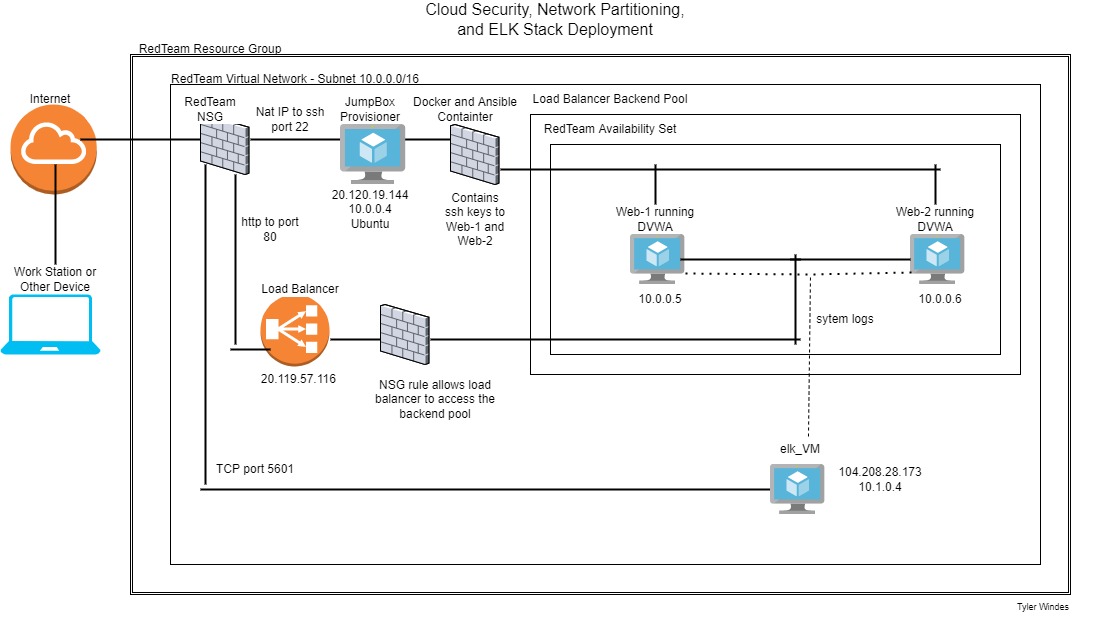 Cloud Security, Network Partitioning,
and ELK Stack Deployment
RedTeam Resource Group
RedTeam Virtual Network - Subnet 10.0.0.0/16
Internet
RedTeam
NSG
Nat IP to ssh
port 22
JumpBox
Provisioner
Docker and Ansible
Containter
Load Balancer Backend Pool
RedTeam Availability Set
20.120.19.144
10.0.0.4
Ubuntu
Contains
ssh keys to
Web-1 and
Web-2
Web-1 running
DVWA
Web-2 running
DVWA
http to port
80
Work Station or
Other Device
Load Balancer
10.0.0.5
10.0.0.6
sytem logs
20.119.57.116
NSG rule allows load
balancer to access the
backend pool
elk_VM
TCP port 5601
104.208.28.173
10.1.0.4
Tyler Windes